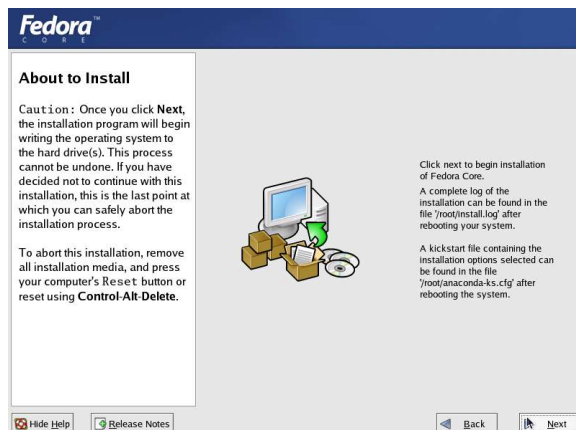 Fedora™
CORE
About to Install
Caution: Once you click Next,
the installation program will begin
writing the operating system to
the hard drive(s). This process
cannot be undone. If you have
decided not to continue with this
installation, this is the last point at
which you can safely abort the
installation process.
To abort this installation, remove
all installation media, and press
your computer's Reset button or
reset using Control-Alt-Delete.
Click next to begin installation
of Fedora Core.
A complete log of the
installation can be found in the
file '/root/install.log' after
rebooting your system.
A kickstart file containing the
installation options selected can
be found in the file
'/root/anaconda-ks.cfg' after
rebooting the system.
Hide Help
Release Notes
Back
Next